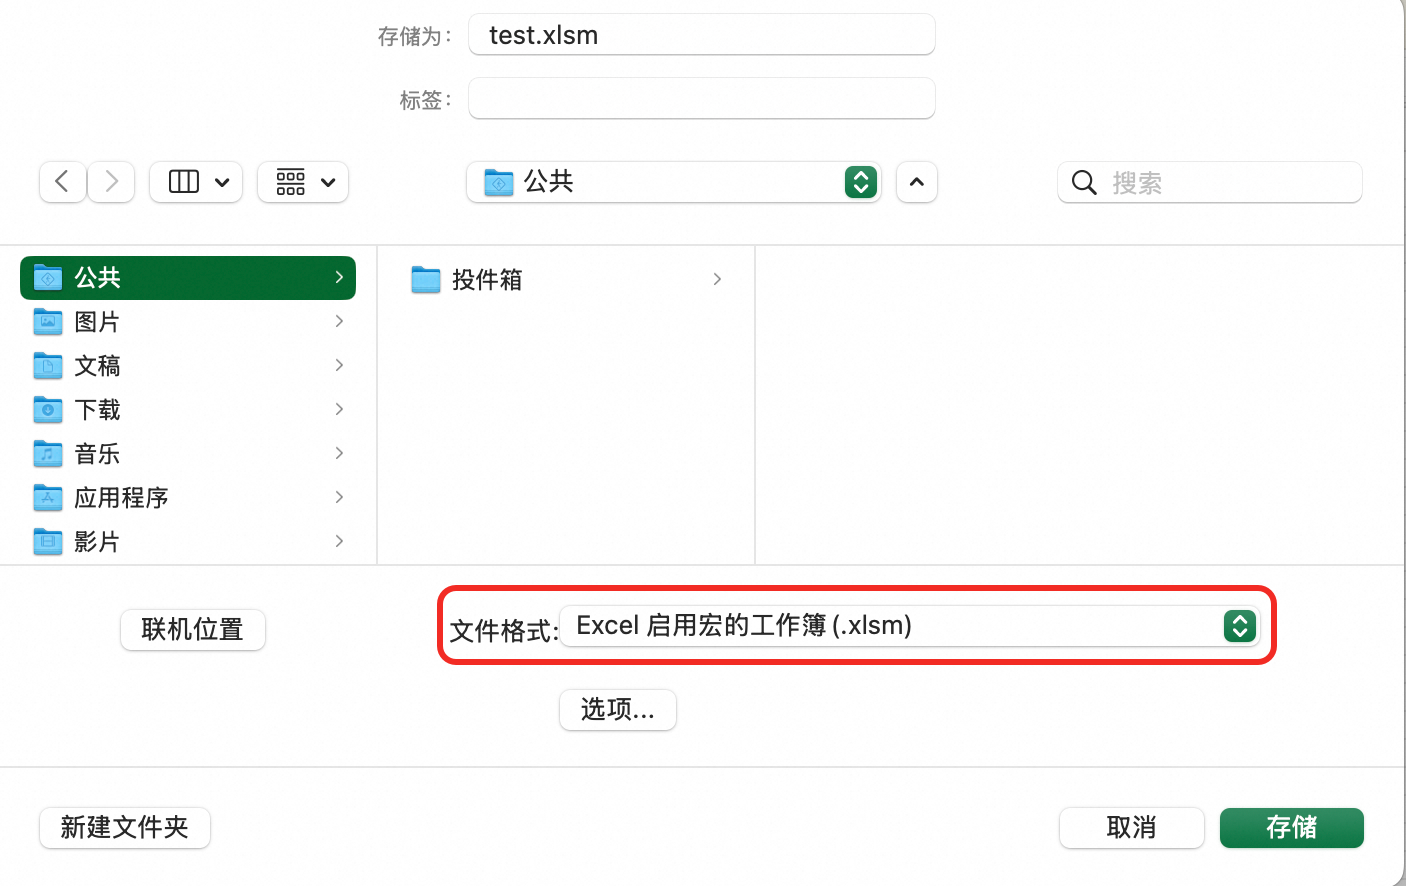 存储为：
test.xlsm
标签：
公共
搜索
公共
图片
文稿
下载
音乐
应用程序
影片
投件箱
联机位置
文件格式:
Excel 启用宏的工作簿 (.xlsm)
选项...
新建文件夹
取消
存储